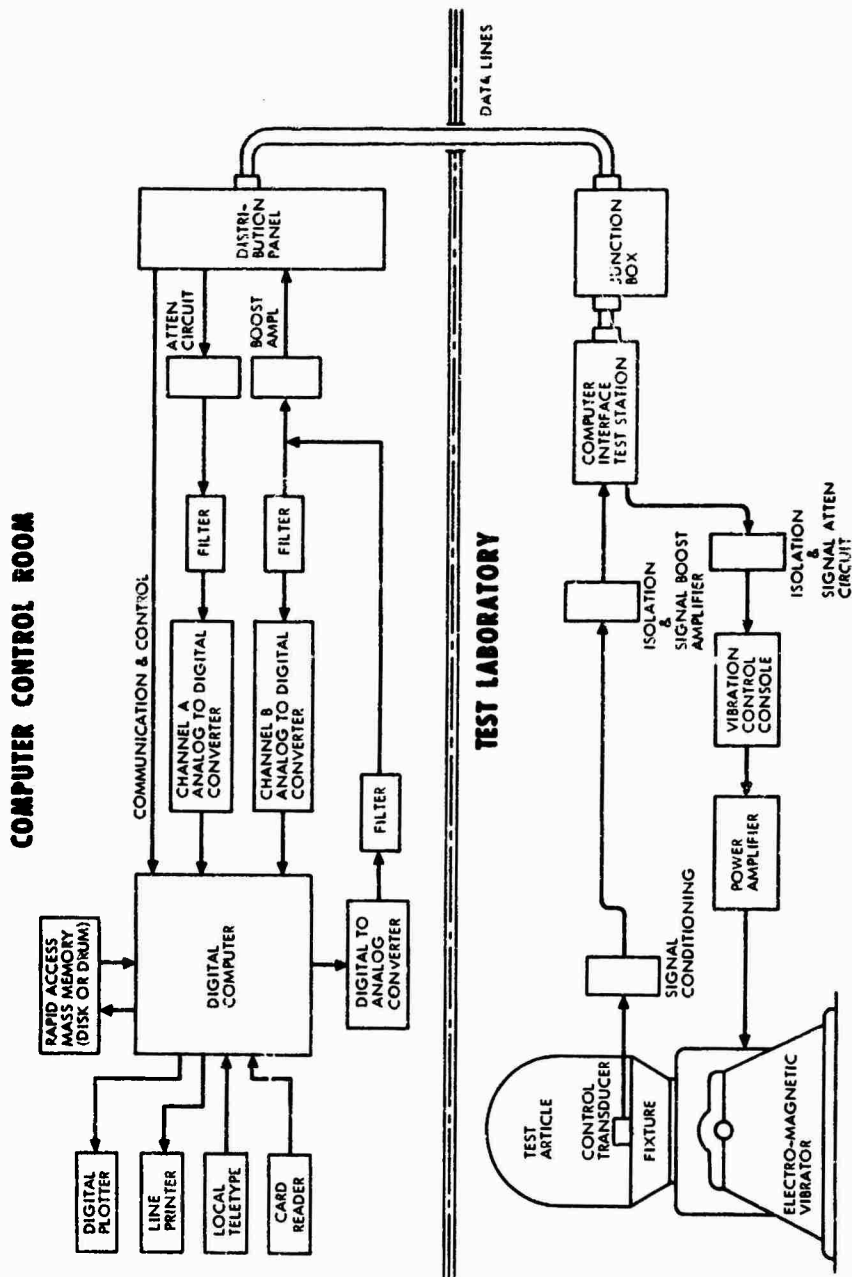 COMPUTER CONTROL ROOM
DIGITAL
PLOTTER
LINE
PRINTER
LOCAL
TELETYPE
CARD
READER
RAPID ACCESS
MASS MEMORY
(DISK OR DRUM)
DIGITAL
COMPUTER
COMMUNICATION & CONTROL
CHANNEL A
ANALOG TO DIGITAL
CONVERTER
FILTER
ATTEN
CIRCUIT
CHANNEL B
ANALOG TO DIGITAL
CONVERTER
FILTER
BOOST
AMPL
DISTRI-
BUTION
PANEL
DIGITAL TO
ANALOG
CONVERTER
FILTER
DATA LINES
TEST LABORATORY
TEST
ARTICLE
CONTROL
TRANSDUCER
FIXTURE
ELECTRO-MAGNETIC
VIBRATOR
SIGNAL
CONDITIONING
ISOLATION
&
SIGNAL BOOST
AMPLIFIER
COMPUTER
INTERFACE
TEST STATION
JUNCTION
BOX
POWER
AMPLIFIER
VIBRATION
CONTROL
CONSOLE
ISOLATION
&
SIGNAL ATTEN
CIRCUIT